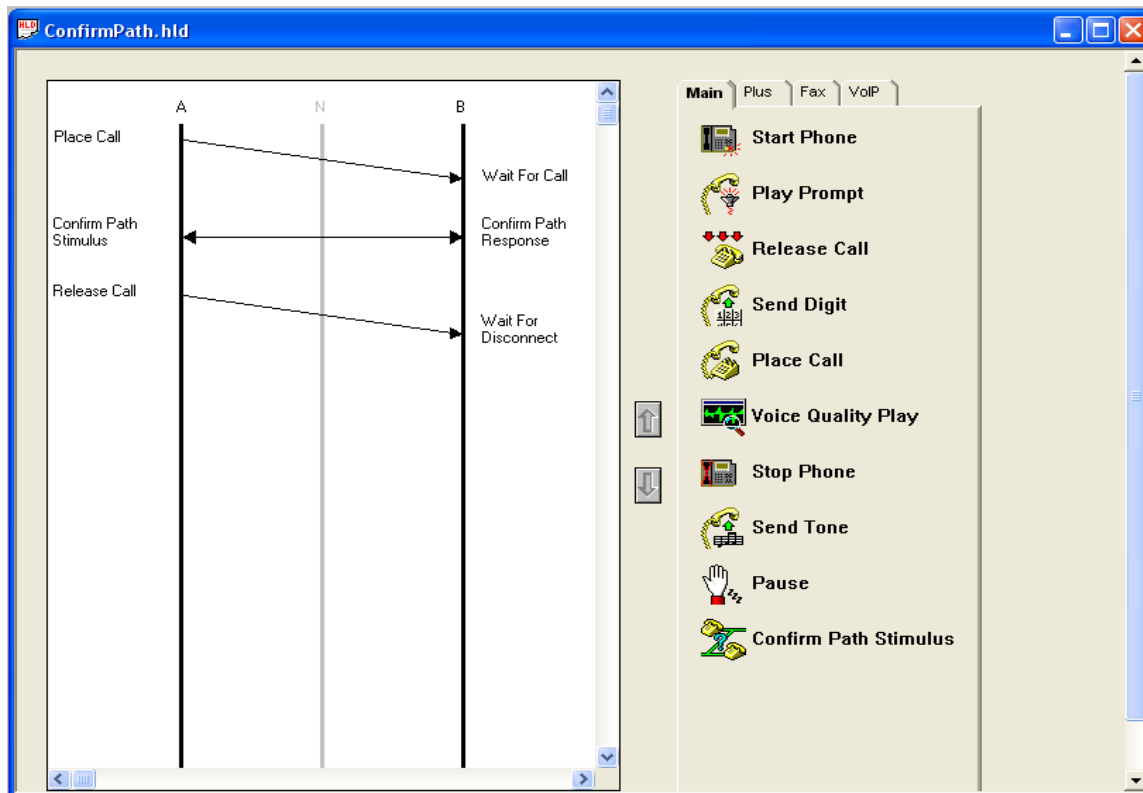 ConfirmPath.hld
A N B
Place Call
Wait For Call
Confirm Path
Stimulus
Confirm Path
Response
Release Call
Wait For
Disconnect
Main Plus Fax VoIP
Start Phone
Play Prompt
Release Call
Send Digit
Place Call
Voice Quality Play
Stop Phone
Send Tone
Pause
Confirm Path Stimulus